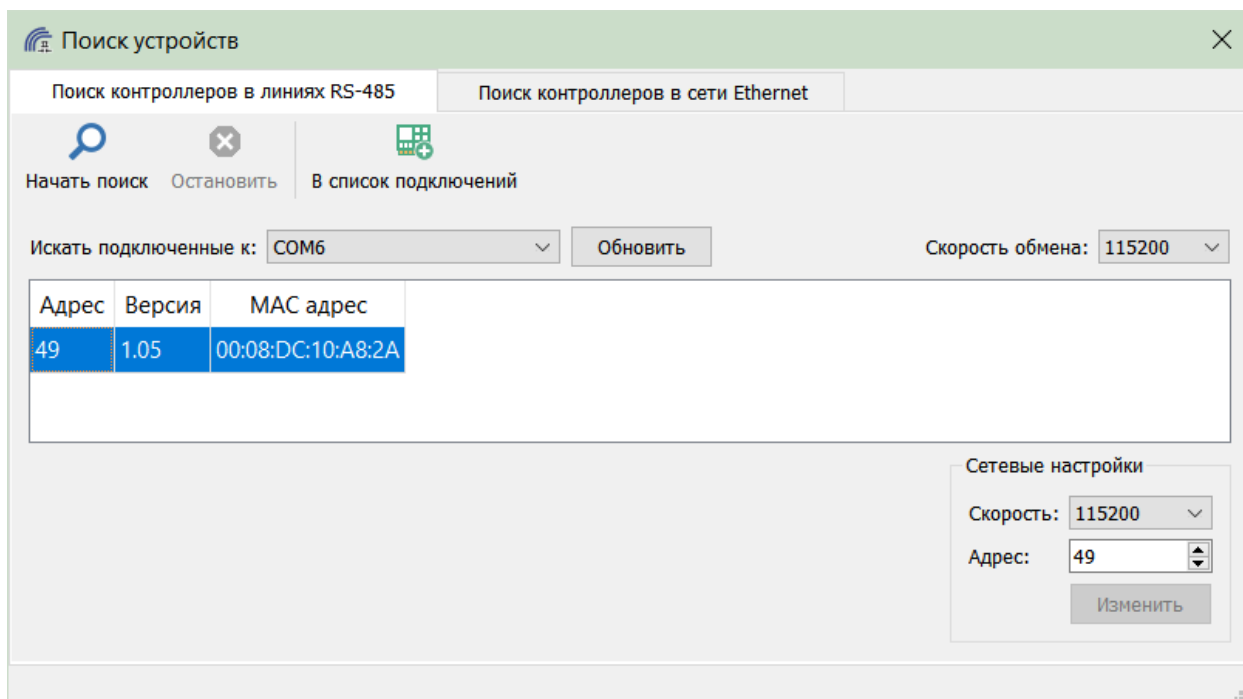 Поиск устройств
Поиск контроллеров в линиях RS-485 Поиск контроллеров в сети Ethernet
Начать поиск Остановить В список подключений
Искать подключенные к: COM6 Обновить Скорость обмена: 115200
Адрес Версия MAC адрес
49 1.05 00:08:DC:10:A8:2A
Сетевые настройки
Скорость: 115200
Адрес: 49
Изменить